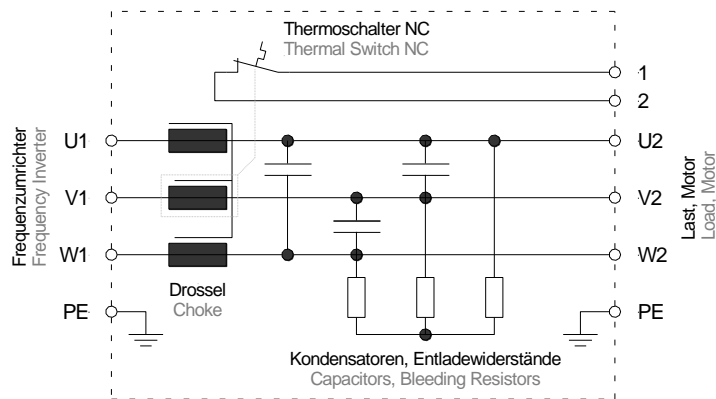 Thermoschalter NC
Thermal Switch NC
1
2
U1
U2
V1
V2
W1
W2
PE
PE
Frequenzumrichter
Frequency Inverter
Last, Motor
Load, Motor
Drossel
Choke
Kondensatoren, Entladewiderstände
Capacitors, Bleeding Resistors